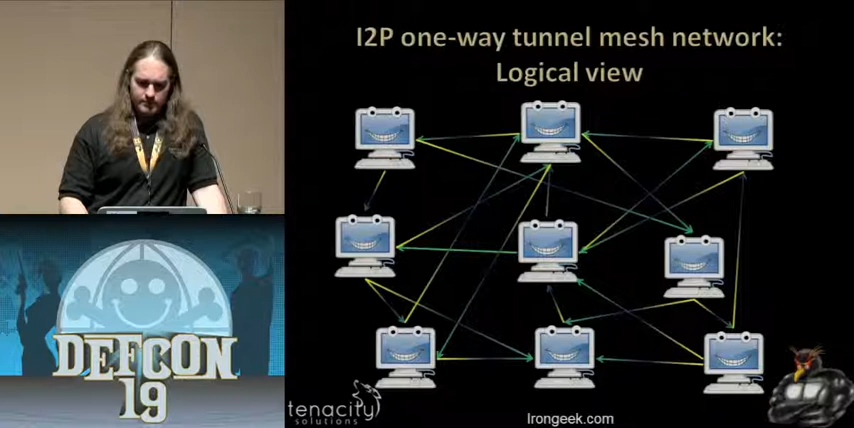 I2P one-way tunnel mesh network:
Logical view
DEFCON
19
tenacity
solutions
Irongeek.com